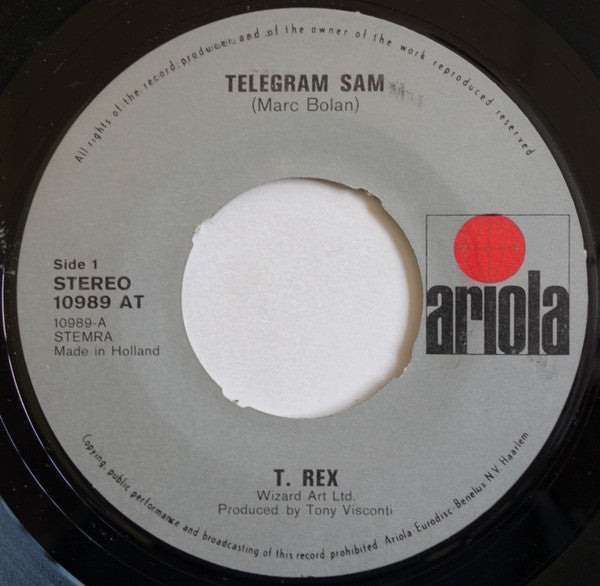 All rights of the record producer and of the owner of the work reproduced reserved
TELEGRAM SAM
(Marc Bolan)
Side 1
STEREO
10989 AT
10989-A
STEMRA
Made in Holland
ariola
T. REX
Wizard Art Ltd.
Produced by Tony Visconti
Copying, public performance and broadcasting of this record prohibited. Ariola Eurodisc Benelux N.V. Haarlem